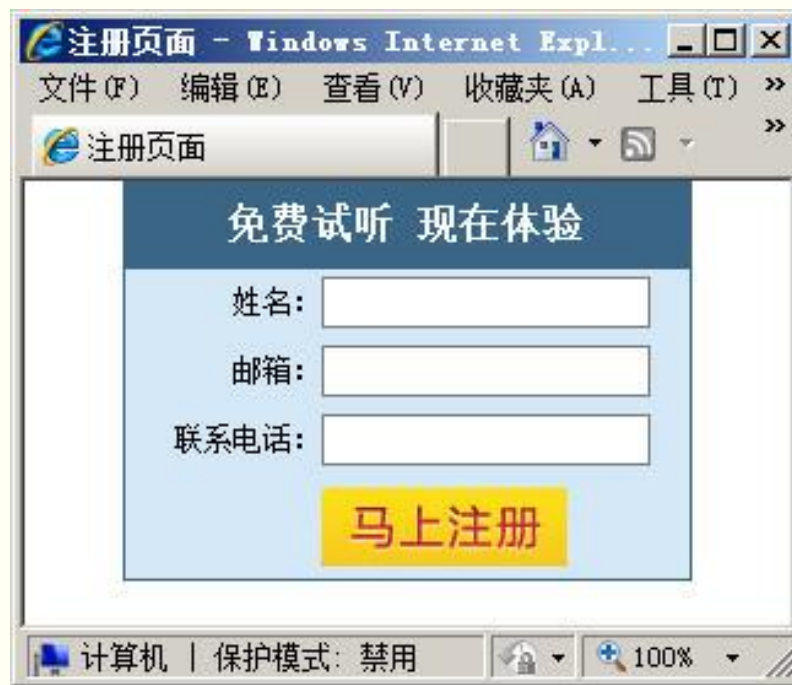 注册页面 - Windows Internet Expl...
文件(F) 编辑(E) 查看(V) 收藏夹(A) 工具(T) »
注册页面 »
免费试听 现在体验
姓名:
邮箱:
联系电话:
马上注册
计算机 | 保护模式: 禁用 100%